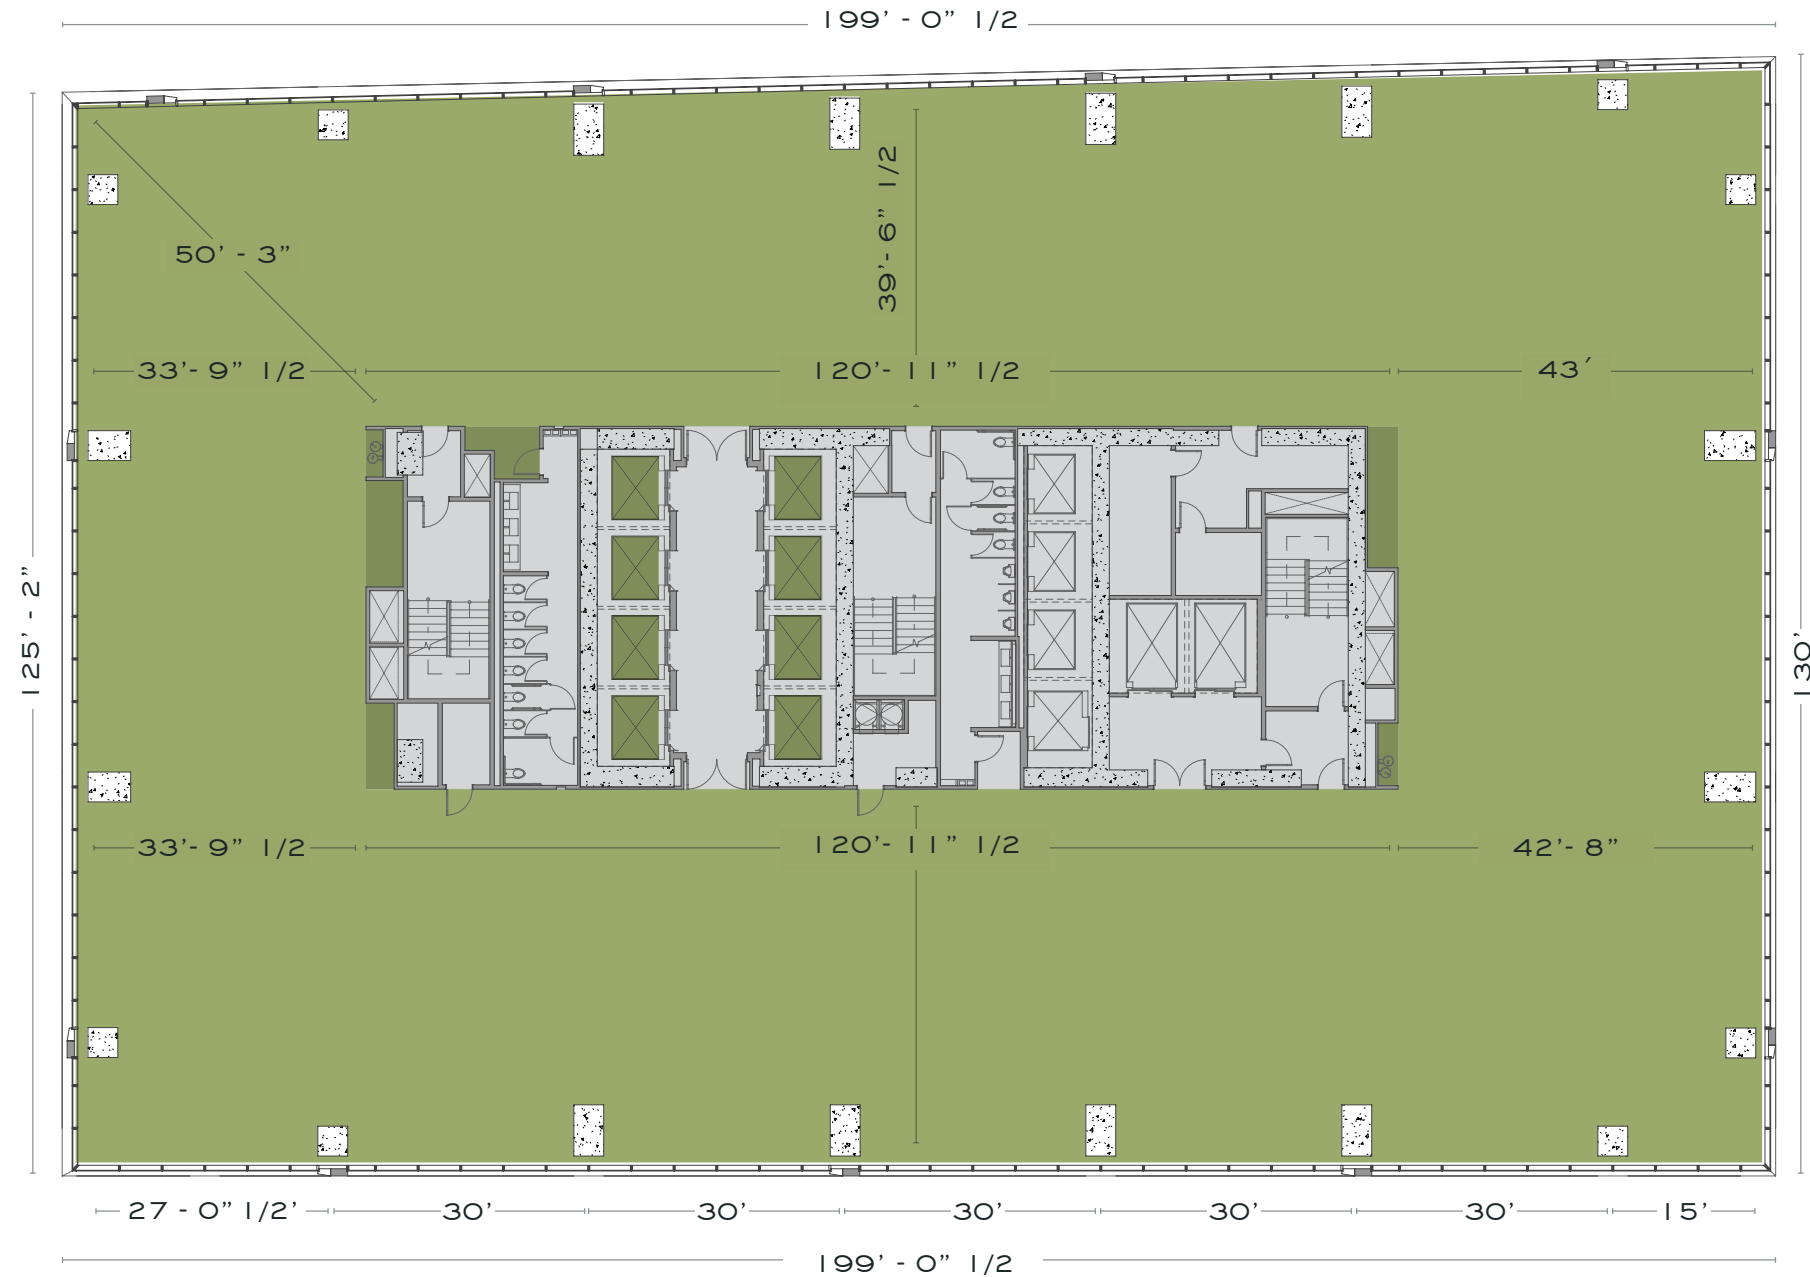 199' - 0" 1/2
50' - 3"
39'- 6" 1/2
33'- 9" 1/2
120'- 11" 1/2
43′
125' - 2"
130'
33'- 9" 1/2
120'- 11" 1/2
42'- 8"
27 - 0" 1/2'
30'
30'
30'
30'
30'
15'
199' - 0" 1/2